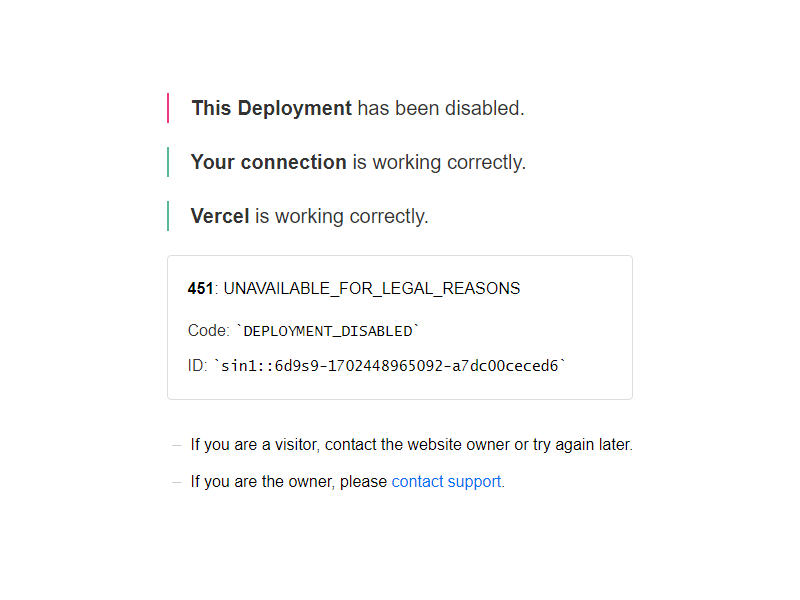 This Deployment has been disabled.
Your connection is working correctly.
Vercel is working correctly.
451: UNAVAILABLE_FOR_LEGAL_REASONS
Code: `DEPLOYMENT_DISABLED`
ID: `sin1::6d9s9-1702448965092-a7dc00ceced6`
– If you are a visitor, contact the website owner or try again later.
– If you are the owner, please contact support.